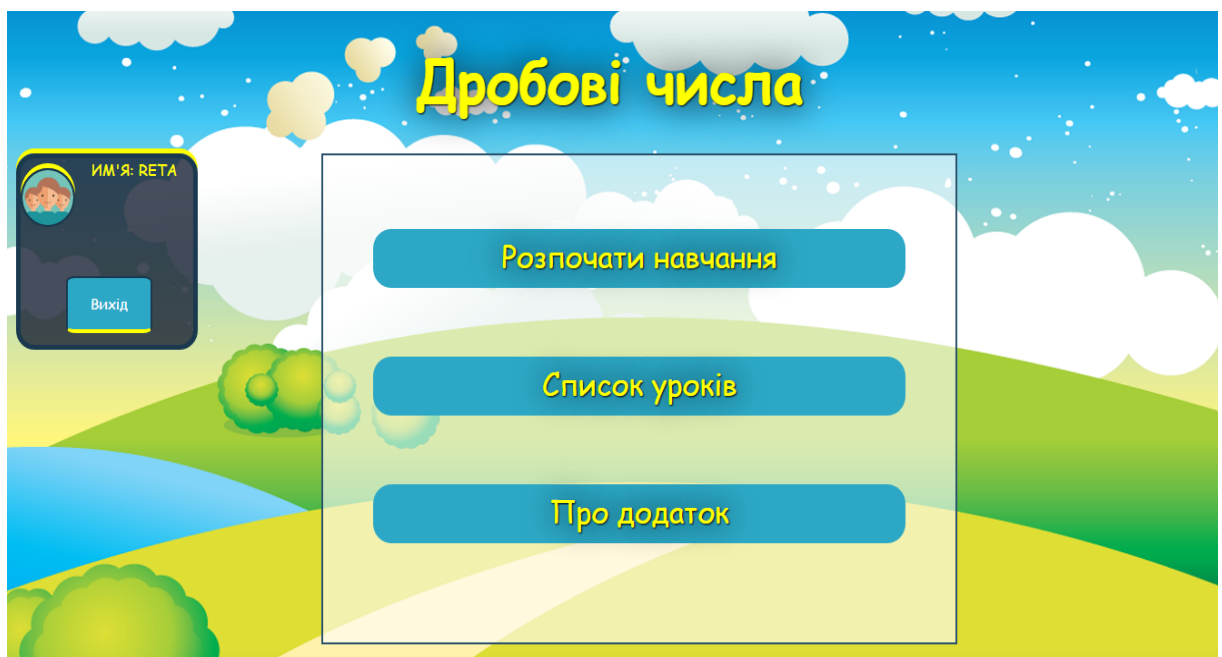 Дробові числа
ИМ'Я: RETA
Вихід
Розпочати навчання
Список уроків
Про додаток